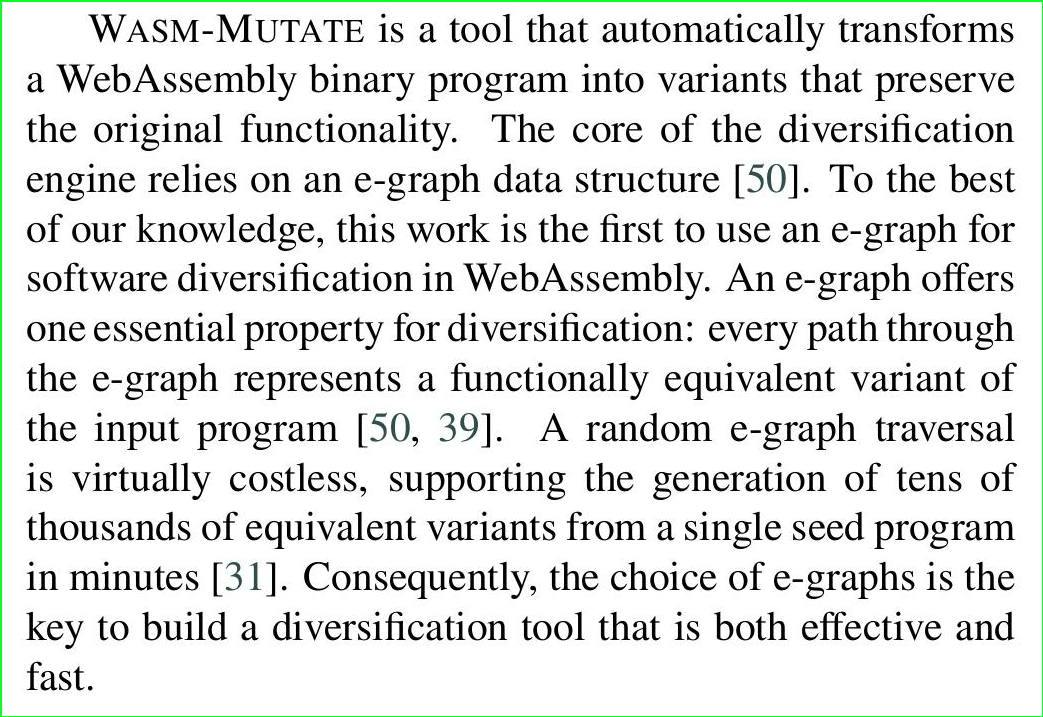 WASM-MUTATE is a tool that automatically transforms
a WebAssembly binary program into variants that preserve
the original functionality. The core of the diversification
engine relies on an e-graph data structure [50]. To the best
of our knowledge, this work is the first to use an e-graph for
software diversification in WebAssembly. An e-graph offers
one essential property for diversification: every path through
the e-graph represents a functionally equivalent variant of
the input program [50, 39]. A random e-graph traversal
is virtually costless, supporting the generation of tens of
thousands of equivalent variants from a single seed program
in minutes [31]. Consequently, the choice of e-graphs is the
key to build a diversification tool that is both effective and
fast.